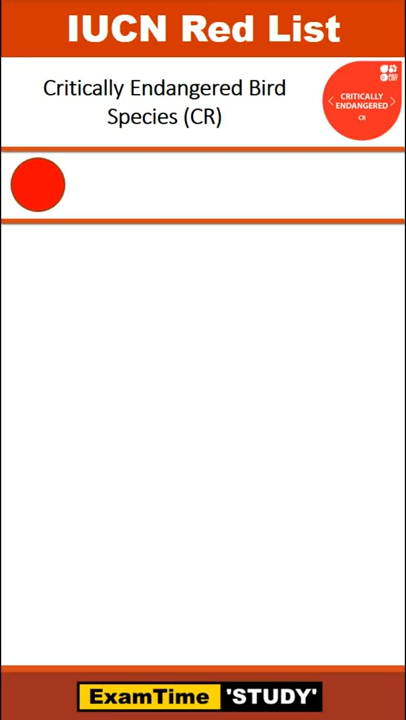 IUCN Red List
Critically Endangered Bird
Species (CR)
CRITICALLY
ENDANGERED
CR
ExamTime 'STUDY'